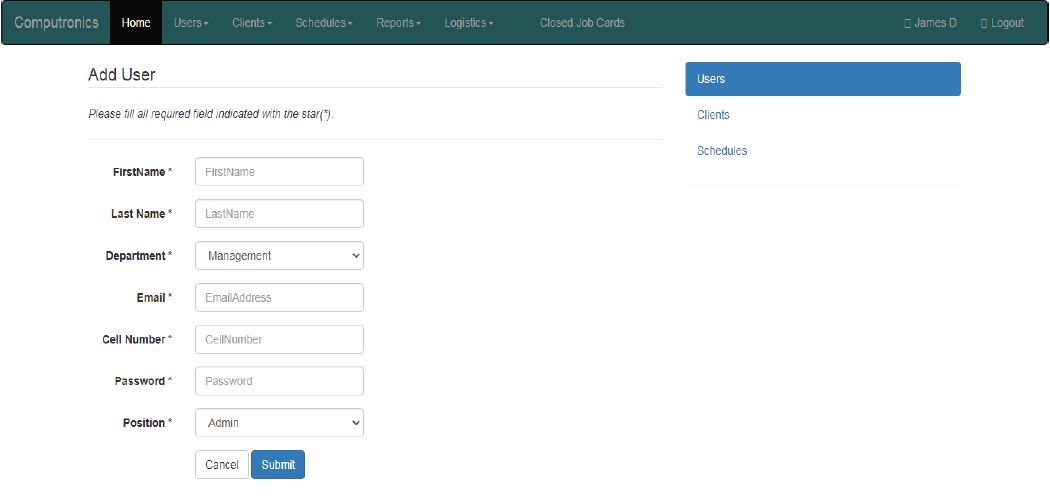 Computronics Home Users Clients Schedules Reports Logistics Closed Job Cards James D Logout
Add User
Please fill all required field indicated with the star(*).
FirstName * FirstName
Last Name * LastName
Department * Management
Email * EmailAddress
Cell Number * CellNumber
Password * Password
Position * Admin
Cancel Submit
Users
Clients
Schedules